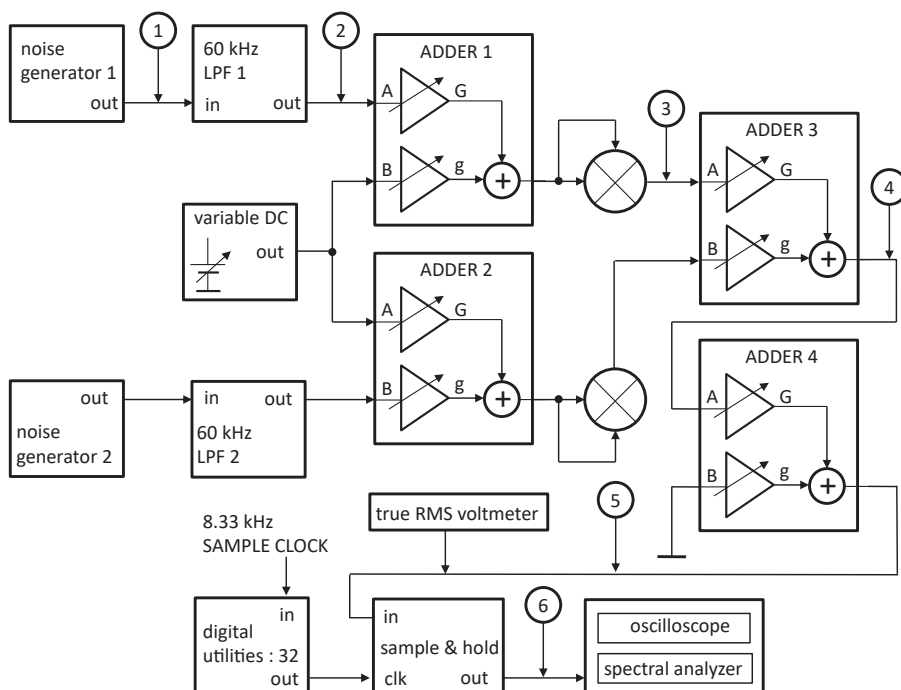 1
2
noise
generator 1
out
60 kHz
LPF 1
in
out
ADDER 1
A
G
B
g
+
3
ADDER 3
A
G
B
g
+
4
variable DC
out
ADDER 2
A
G
B
g
+
out
noise
generator 2
in
out
60 kHz
LPF 2
ADDER 4
A
G
B
g
+
5
true RMS voltmeter
8.33 kHz
SAMPLE CLOCK
in
digital
utilities : 32
out
in
sample & hold
clk
out
6
oscilloscope
spectral analyzer